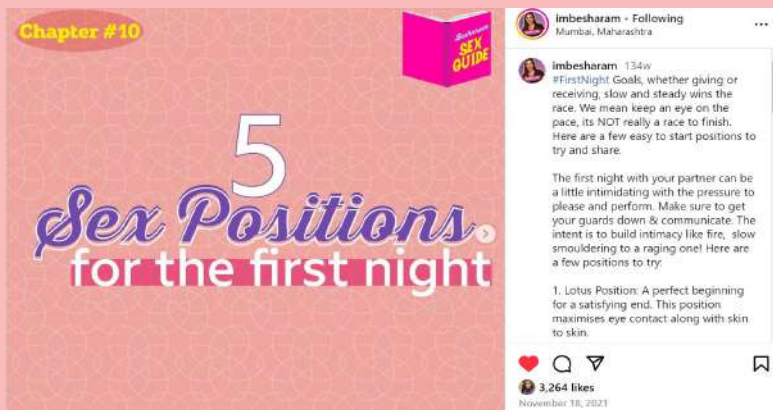 Chapter #10
Besharam
SEX
GUIDE
5
Sex Positions
for the first night
imbesharam • Following
Mumbai, Maharashtra
imbesharam 134w
#FirstNight Goals, whether giving or
receiving, slow and steady wins the
race. We mean keep an eye on the
pace, its NOT really a race to finish.
Here are a few easy to start positions to
try and share.
The first night with your partner can be
a little intimidating with the pressure to
please and perform. Make sure to get
your guards down & communicate. The
intent is to build intimacy like fire, slow
smouldering to a raging one! Here are
a few positions to try:
1. Lotus Position: A perfect beginning
for a satisfying end. This position
maximises eye contact along with skin
to skin.
3,264 likes
November 18, 2021